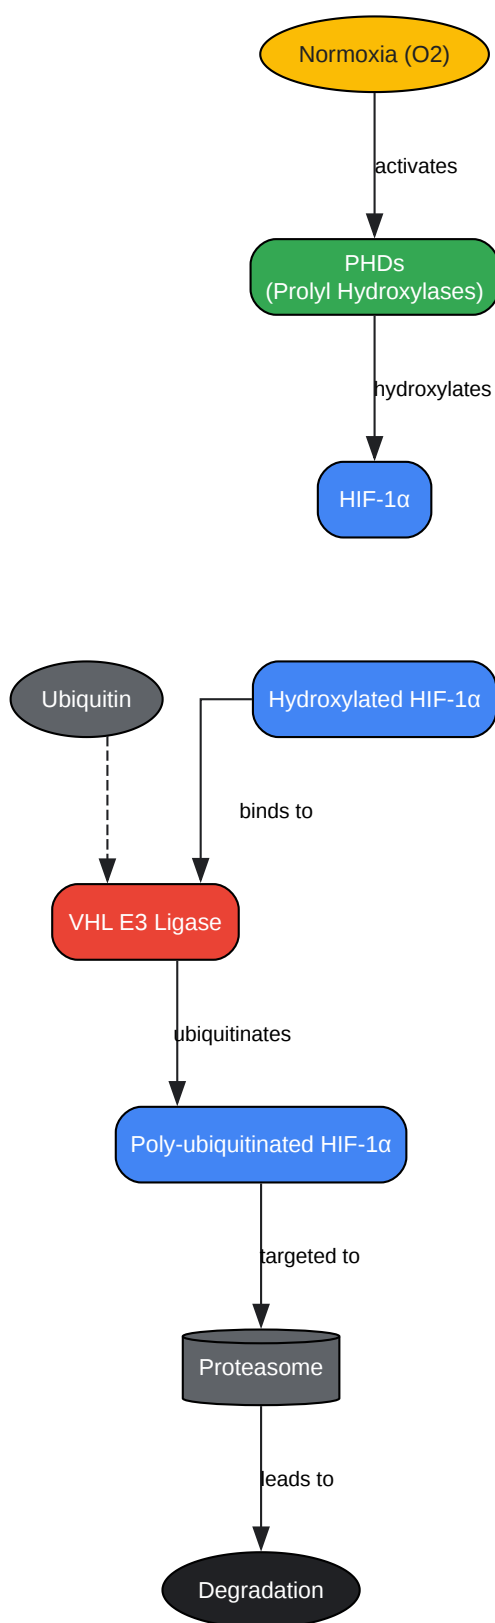 Normoxia (O2)
activates
PHDs
(Prolyl Hydroxylases)
hydroxylates
HIF-1α
Ubiquitin
Hydroxylated HIF-1α
binds to
VHL E3 Ligase
ubiquitinates
Poly-ubiquitinated HIF-1α
targeted to
Proteasome
leads to
Degradation